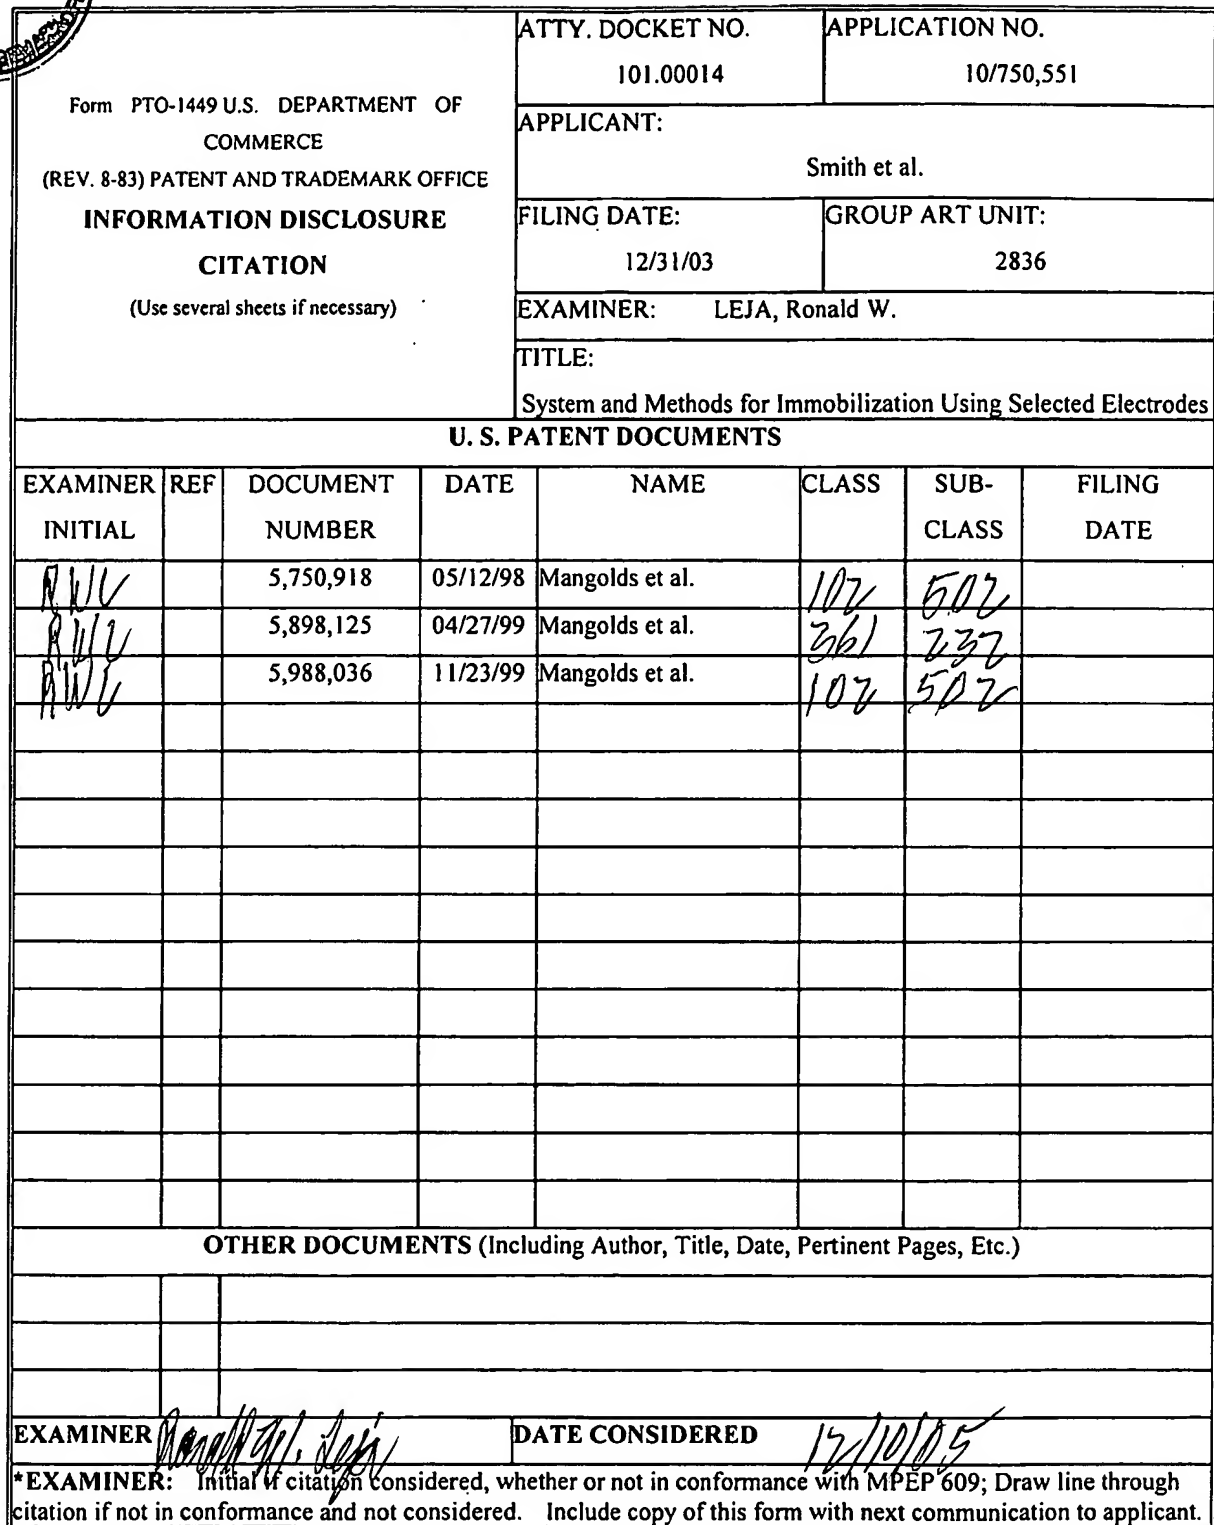 ATTY. DOCKET NO.
101.00014
APPLICATION NO.
10/750,551
Form PTO-1449 U.S. DEPARTMENT OF
COMMERCE
(REV. 8-83) PATENT AND TRADEMARK OFFICE
INFORMATION DISCLOSURE
CITATION
(Use several sheets if necessary)
APPLICANT:
Smith et al.
FILING DATE:
12/31/03
GROUP ART UNIT:
2836
EXAMINER: LEJA, Ronald W.
TITLE:
System and Methods for Immobilization Using Selected Electrodes
U. S. PATENT DOCUMENTS
EXAMINER INITIAL REF DOCUMENT NUMBER DATE NAME CLASS SUB-CLASS FILING DATE
RWL 5,750,918 05/12/98 Mangolds et al. 102 502
RWL 5,898,125 04/27/99 Mangolds et al. 361 232
RWL 5,988,036 11/23/99 Mangolds et al. 102 502
OTHER DOCUMENTS (Including Author, Title, Date, Pertinent Pages, Etc.)
EXAMINER Ronald W. Leja DATE CONSIDERED 12/10/05
*EXAMINER: Initial if citation considered, whether or not in conformance with MPEP 609; Draw line through
citation if not in conformance and not considered. Include copy of this form with next communication to applicant.